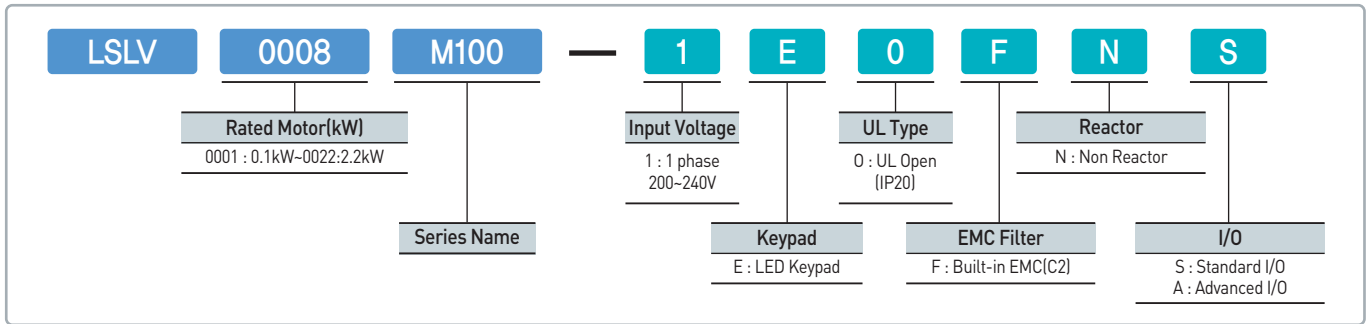 LSLV 0008 M100 — 1 E 0 F N S
Rated Motor(kW)
0001 : 0.1kW~0022:2.2kW
Series Name
Input Voltage
1 : 1 phase
200~240V
Keypad
E : LED Keypad
UL Type
O : UL Open
(IP20)
EMC Filter
F : Built-in EMC(C2)
Reactor
N : Non Reactor
I/O
S : Standard I/O
A : Advanced I/O